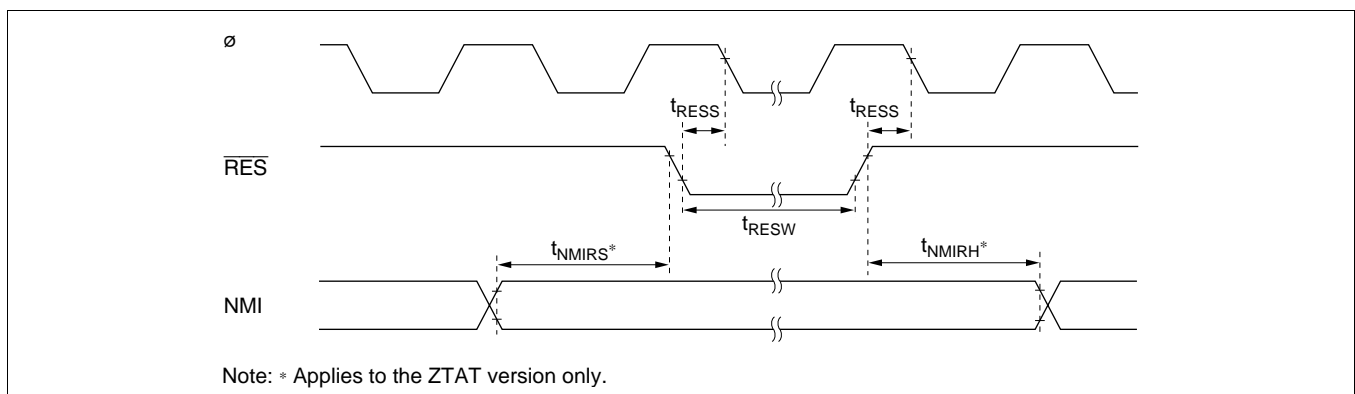 ø
tRESS tRESS
RES
tRESW
tNMIRS* tNMIRH*
NMI
Note: * Applies to the ZTAT version only.